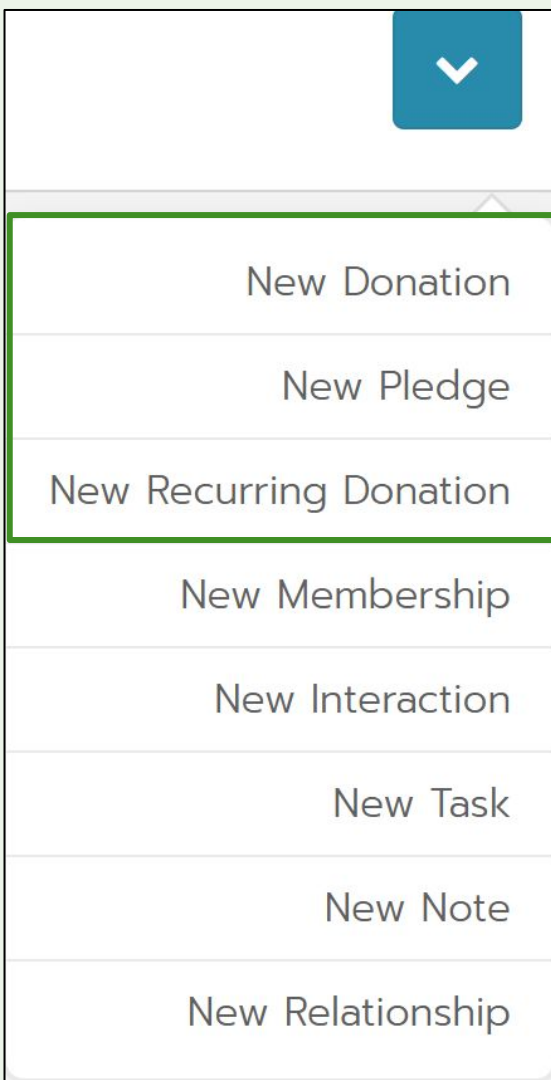 New Donation
New Pledge
New Recurring Donation
New Membership
New Interaction
New Task
New Note
New Relationship